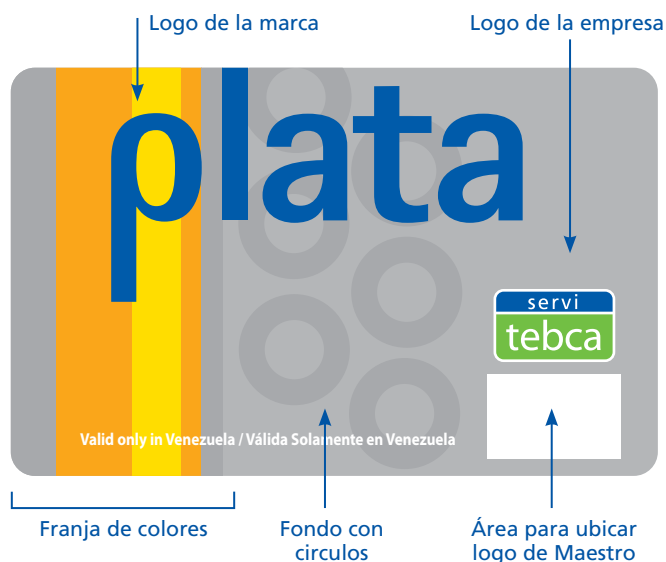 Logo de la marca
Logo de la empresa
plata
servi
tebca
Valid only in Venezuela / Válida Solamente en Venezuela
Franja de colores
Fondo con
circulos
Área para ubicar
logo de Maestro